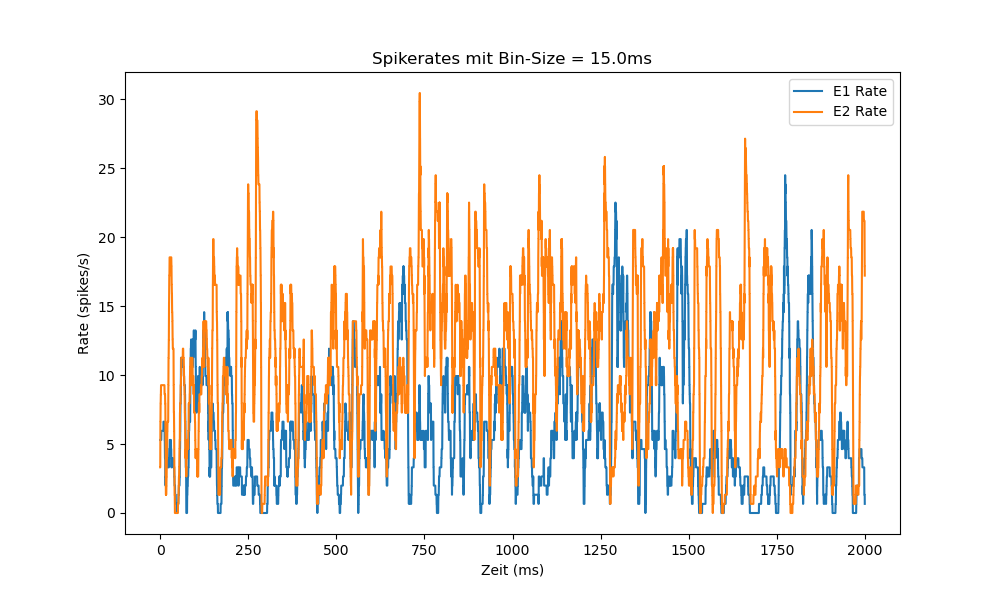 Spikerates mit Bin-Size = 15.0ms
E1 Rate
E2 Rate
Rate (spikes/s)
30
25
20
15
10
5
0
0 250 500 750 1000 1250 1500 1750 2000
Zeit (ms)